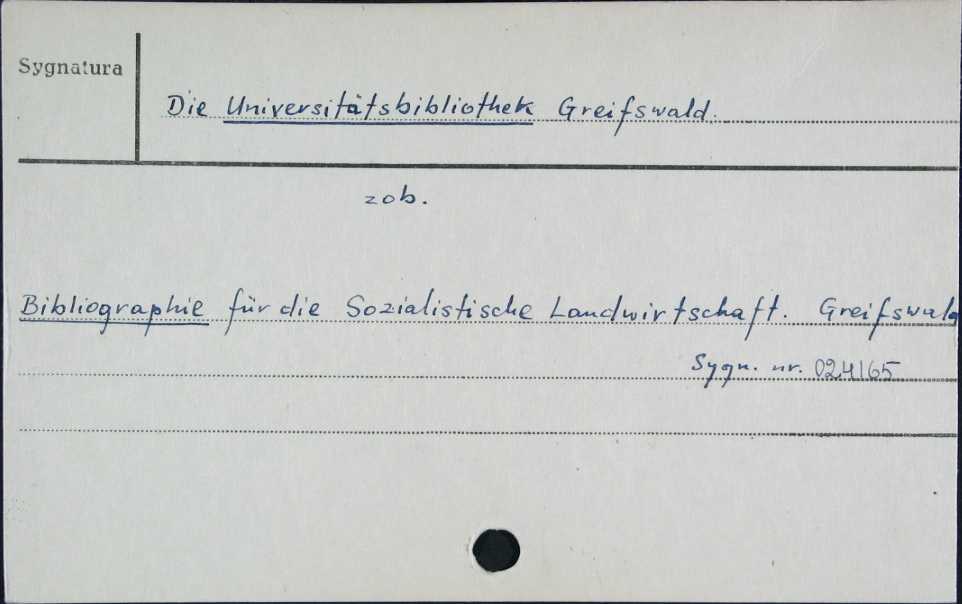 Sygnatura
Die Universitätsbibliothek Greifswald.
zob.
Bibliographie für die Sozialistische Landwirtschaft. Greifswald
Sygn. nr. 024165